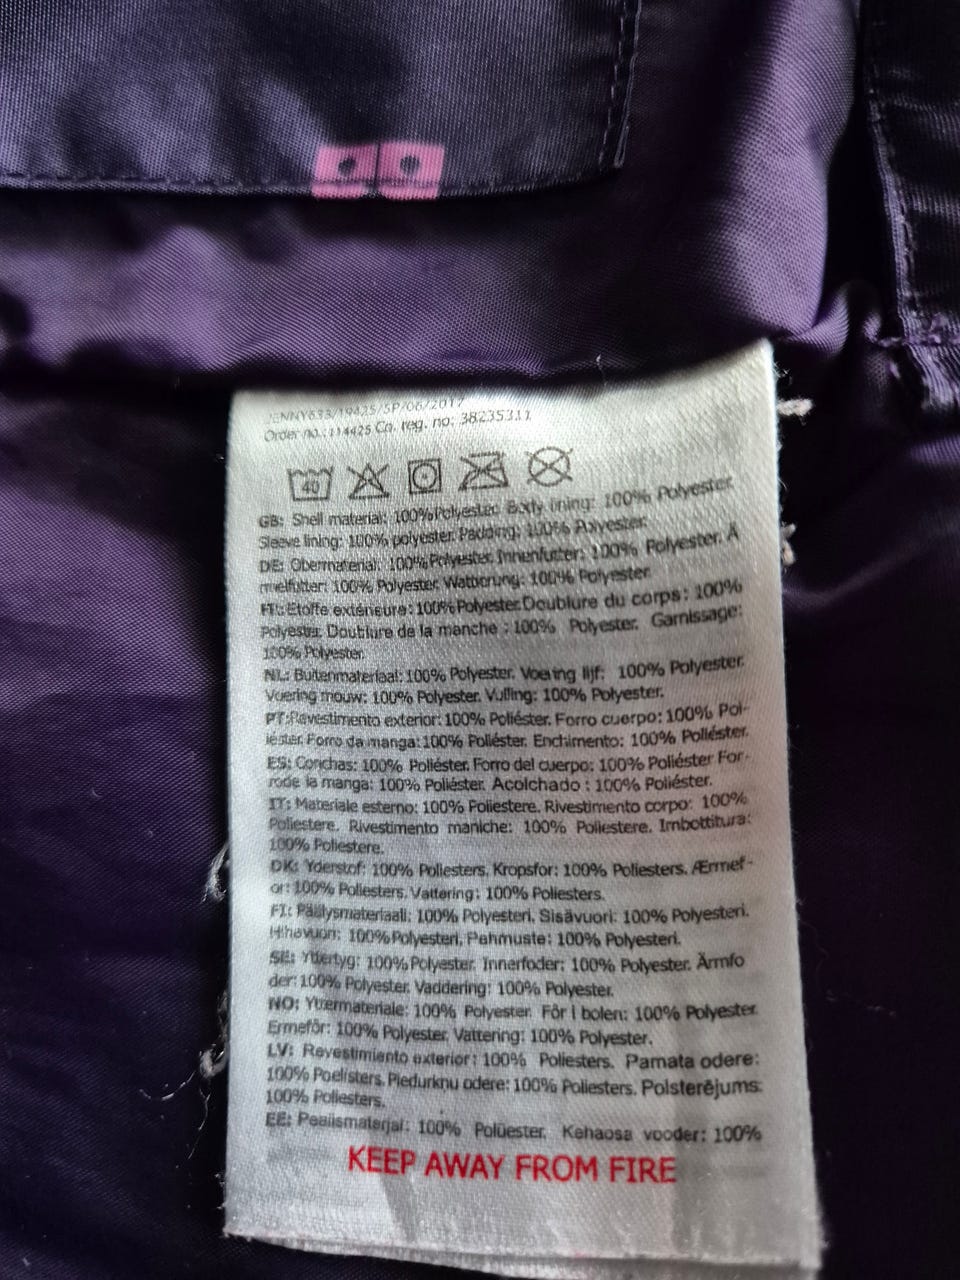 JENNY633/19425/SP/06/2017
Order no.:114425 Co. reg. no: 38235311
40
GB: Shell material: 100%Polyester. Body lining: 100% Polyester.
Sleeve lining: 100% polyester. Padding: 100% Polyester.
DE: Obermaterial: 100%Polyester. Innenfutter: 100% Polyester. Ä
rmelfutter: 100% Polyester. Wattierung: 100% Polyester.
Etoffe extérieure: 100%Polyester.Doublure du corps: 100%
Polyester. Doublure de la manche : 100% Polyester. Garnissage:
100% Polyester.
NL: Buitenmateriaal: 100% Polyester. Voering lijf: 100% Polyester.
Voering mouw: 100% Polyester. Vulling: 100% Polyester.
PT:Revestimento exterior: 100% Poliéster. Forro cuerpo: 100% Pol-
iéster. Forro da manga:100% Poliéster. Enchimento: 100% Poliéster.
ES: Conchas: 100% Poliéster. Forro del cuerpo: 100% Poliéster For-
rode la manga: 100% Poliéster. Acolchado : 100% Poliéster.
IT: Materiale esterno: 100% Poliestere. Rivestimento corpo: 100%
Poliestere. Rivestimento maniche: 100% Poliestere. Imbottitura:
100% Poliestere.
DK: Yderstof: 100% Poliesters. Kropsfor: 100% Poliesters. Ærmef-
or: 100% Poliesters. Vattering: 100% Poliesters.
FI: Päälysmateriaali: 100% Polyesteri. Sisävuori: 100% Polyesteri.
Hihavuori: 100%Polyesteri. Pehmuste: 100% Polyesteri.
SE: Yttertyg: 100%Polyester. Innerfoder: 100% Polyester. Ärmfo
der:100% Polyester. Vaddering: 100% Polyester.
NO: Yttermateriale: 100% Polyester. Fôr i bolen: 100% Polyester.
Ermefôr: 100% Polyester. Vattering: 100% Polyester.
LV: Revestimiento exterior: 100% Poliesters. Pamata odere:
100% Poelisters. Piedurknu odere: 100% Poliesters. Polsterējums:
100% Poliesters.
EE: 100% Polüester. Kehaosa vooder: 100%
KEEP AWAY FROM FIRE